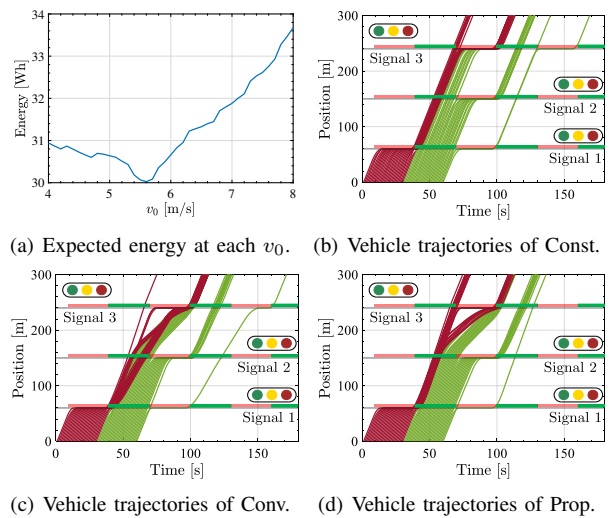 34
33
32
31
30
Energy [Wh]
4 5 6 7 8
v₀ [m/s]
(a) Expected energy at each v₀.
300
200
100
0
Position [m]
Signal 3
Signal 2
Signal 1
0 50 100 150
Time [s]
(b) Vehicle trajectories of Const.
300
200
100
0
Position [m]
Signal 3
Signal 2
Signal 1
0 50 100 150
Time [s]
(c) Vehicle trajectories of Conv.
300
200
100
0
Position [m]
Signal 3
Signal 2
Signal 1
0 50 100 150
Time [s]
(d) Vehicle trajectories of Prop.